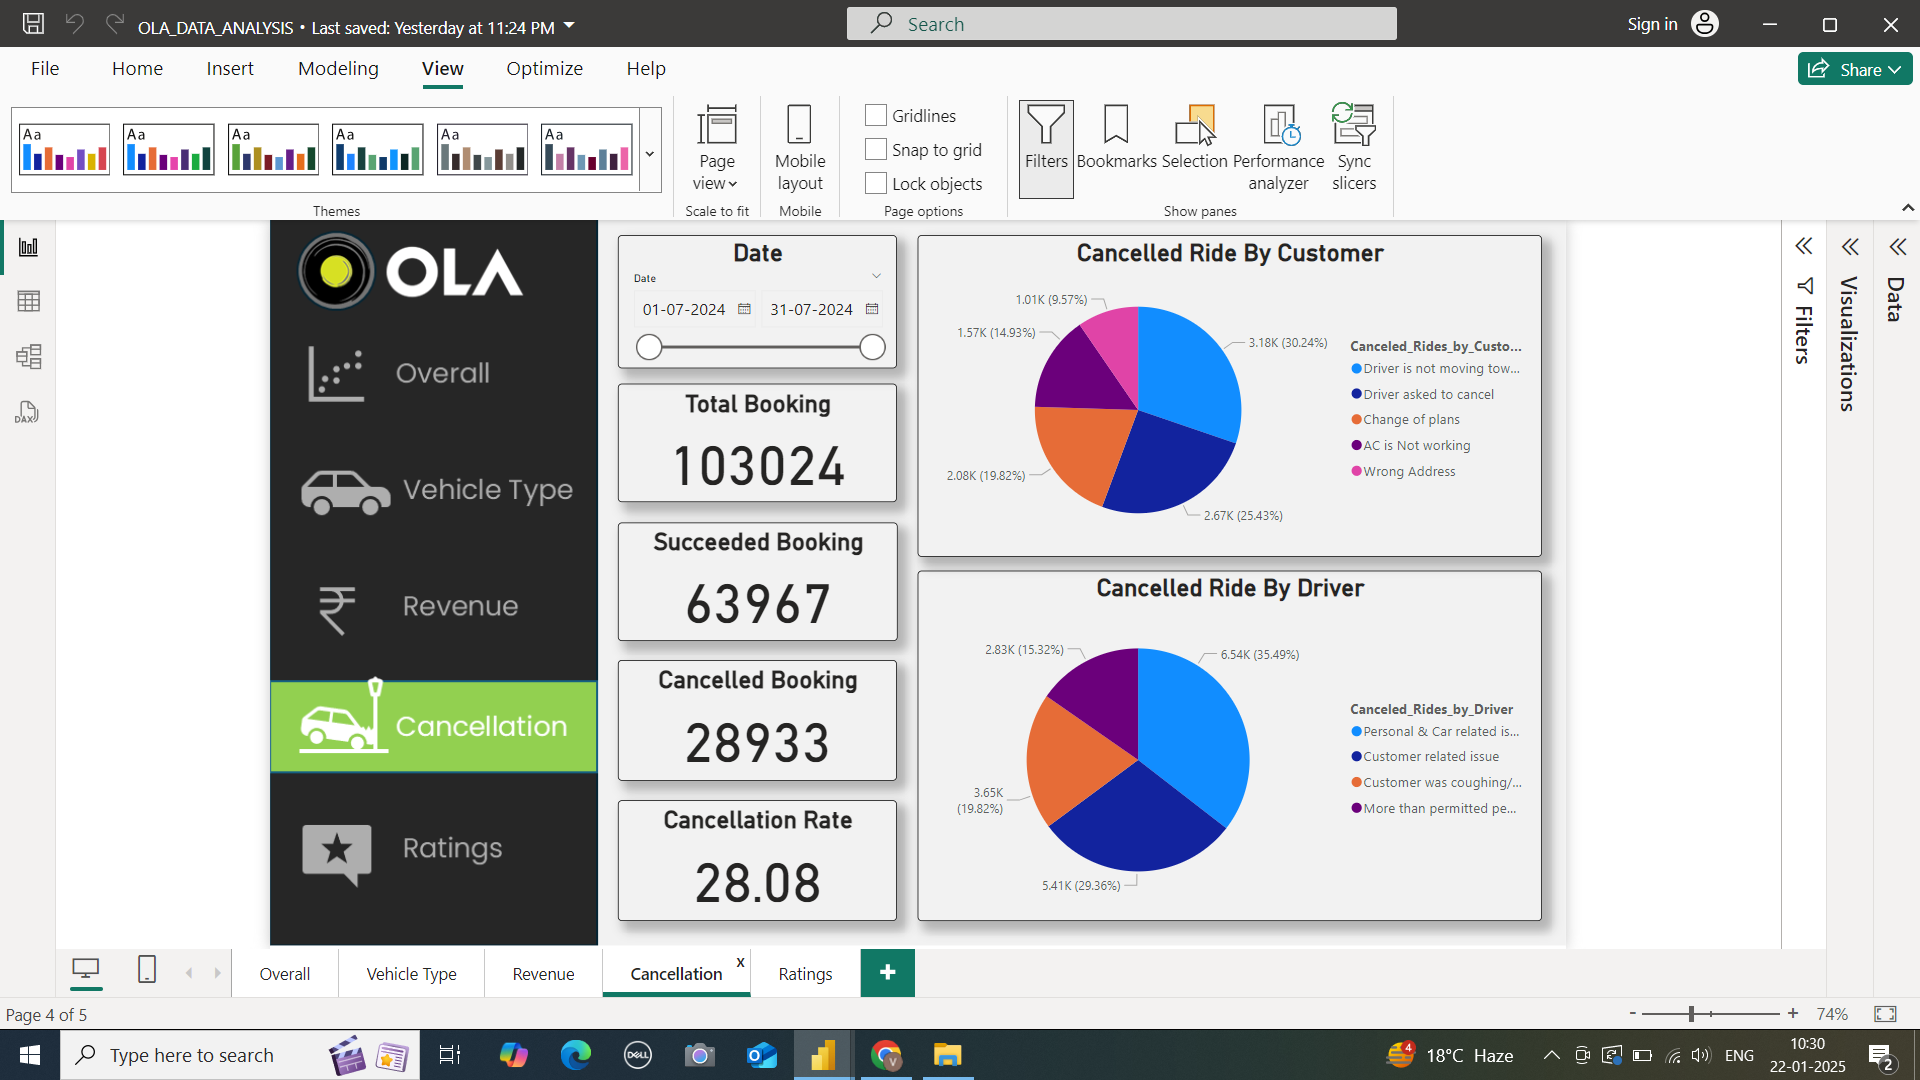 OLA_DATA_ANALYSIS • Last saved: Yesterday at 11:24 PM
Search
Sign in
File Home Insert Modeling View Optimize Help
Share
Aa Aa Aa Aa Aa Aa
Themes
Page view
Scale to fit
Mobile layout
Mobile
Gridlines
Snap to grid
Lock objects
Page options
Filters
Bookmarks
Selection
Performance analyzer
Sync slicers
Show panes
DAX
OLA
Overall
Vehicle Type
Revenue
Cancellation
Ratings
Date
Date
01-07-2024 31-07-2024
Total Booking
103024
Succeeded Booking
63967
Cancelled Booking
28933
Cancellation Rate
28.08
Cancelled Ride By Customer
1.01K (9.57%)
1.57K (14.93%)
3.18K (30.24%)
2.08K (19.82%)
2.67K (25.43%)
Canceled_Rides_by_Custo...
Driver is not moving tow...
Driver asked to cancel
Change of plans
AC is Not working
Wrong Address
Cancelled Ride By Driver
2.83K (15.32%)
6.54K (35.49%)
3.65K
(19.82%)
5.41K (29.36%)
Canceled_Rides_by_Driver
Personal & Car related is...
Customer related issue
Customer was coughing/...
More than permitted pe...
Filters
Visualizations
Data
Overall Vehicle Type Revenue Cancellation x Ratings +
Page 4 of 5
- + 74%
Type here to search
DELL
V
4
18°C Haze
ENG
10:30
22-01-2025
2